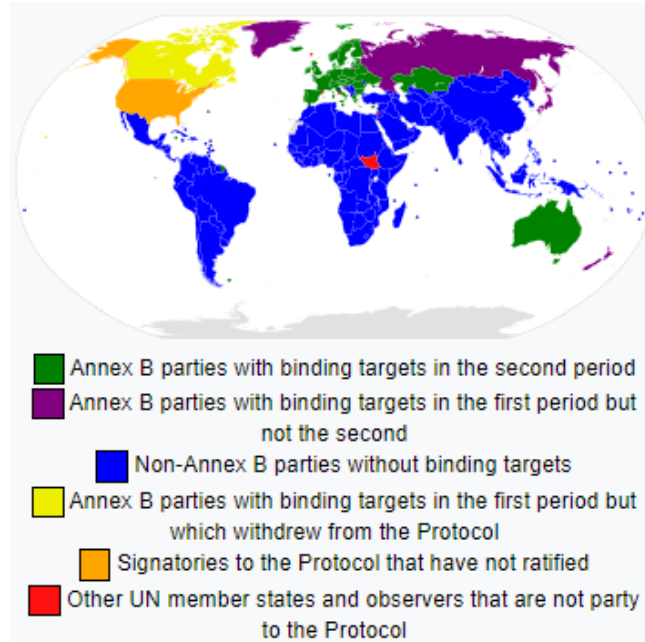 Annex B parties with binding targets in the second period
Annex B parties with binding targets in the first period but
not the second
Non-Annex B parties without binding targets
Annex B parties with binding targets in the first period but
which withdrew from the Protocol
Signatories to the Protocol that have not ratified
Other UN member states and observers that are not party
to the Protocol